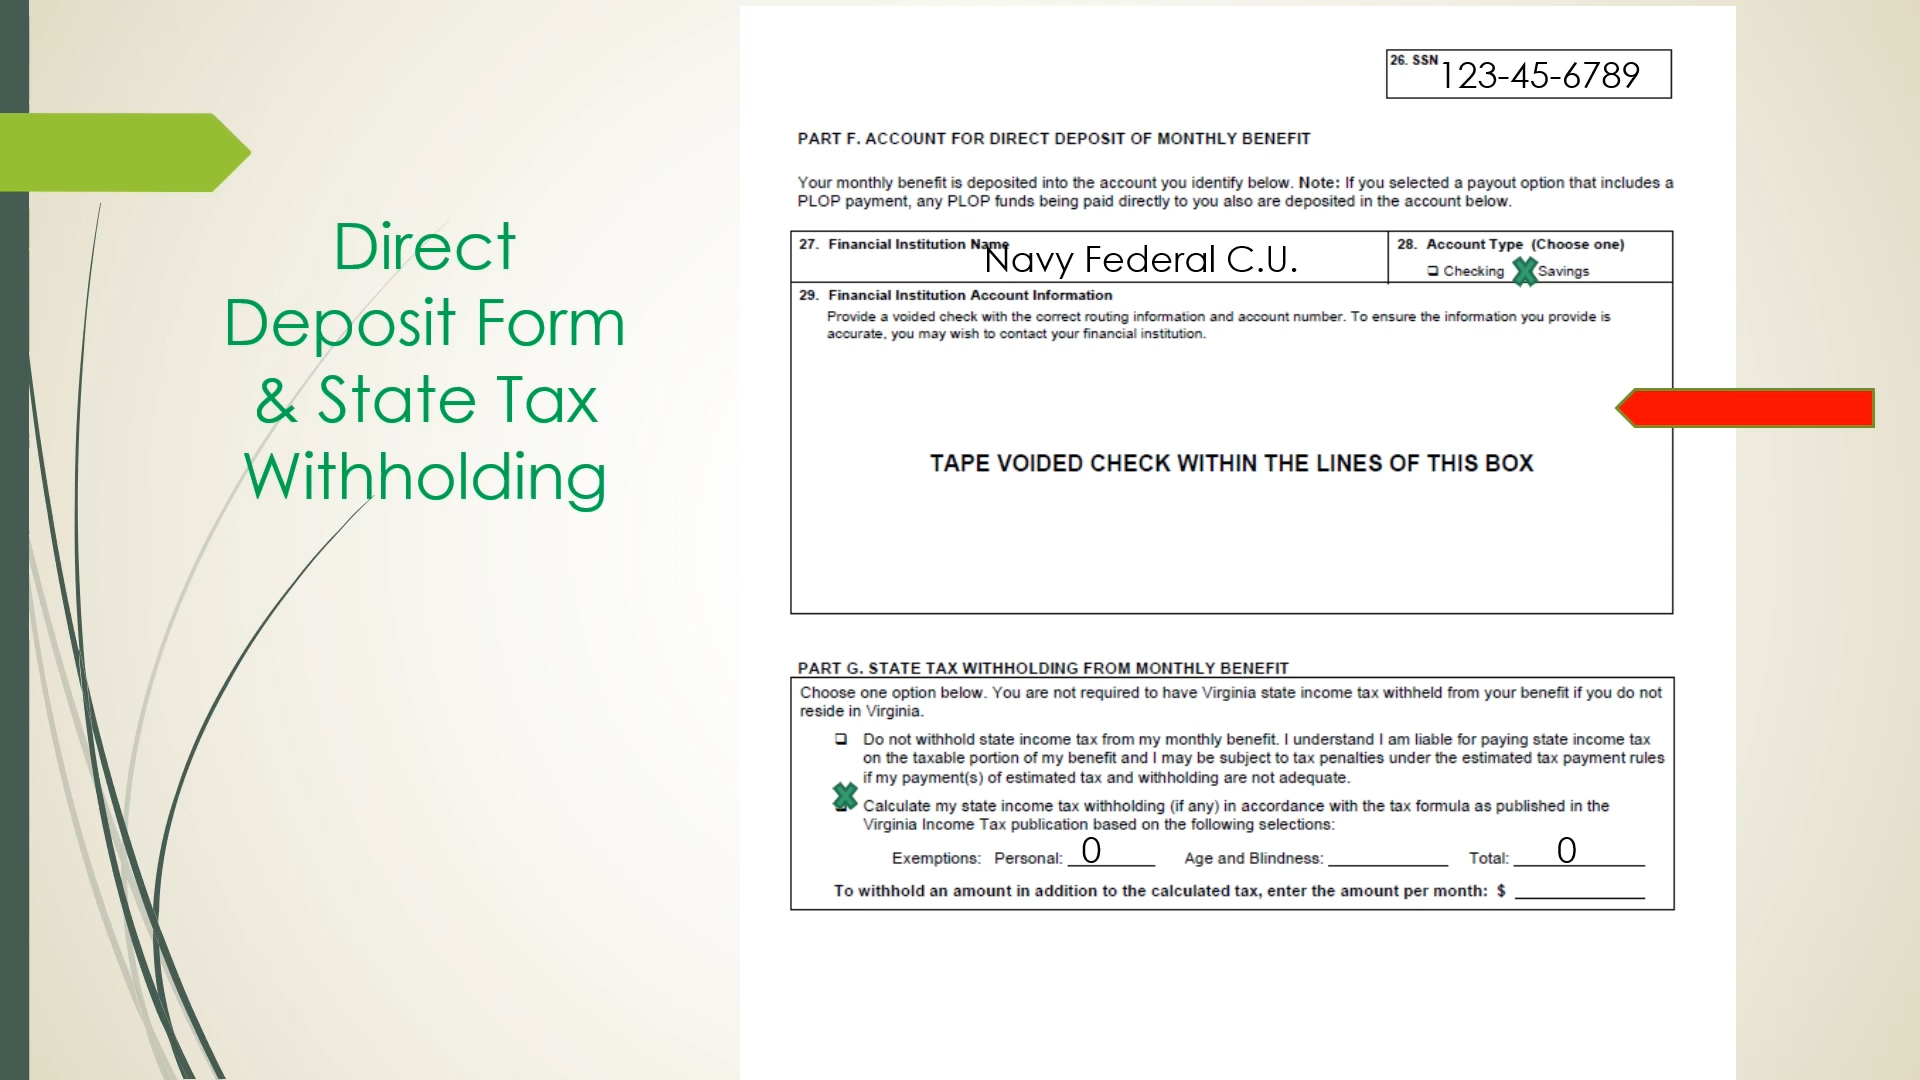 Direct
Deposit Form
& State Tax
Withholding
26. SSN 123-45-6789
PART F. ACCOUNT FOR DIRECT DEPOSIT OF MONTHLY BENEFIT
Your monthly benefit is deposited into the account you identify below. Note: If you selected a payout option that includes a
PLOP payment, any PLOP funds being paid directly to you also are deposited in the account below.
27. Financial Institution Name
Navy Federal C.U.
28. Account Type (Choose one)
❏ Checking Savings
29. Financial Institution Account Information
Provide a voided check with the correct routing information and account number. To ensure the information you provide is
accurate, you may wish to contact your financial institution.
TAPE VOIDED CHECK WITHIN THE LINES OF THIS BOX
PART G. STATE TAX WITHHOLDING FROM MONTHLY BENEFIT
Choose one option below. You are not required to have Virginia state income tax withheld from your benefit if you do not
reside in Virginia.
❏ Do not withhold state income tax from my monthly benefit. I understand I am liable for paying state income tax
on the taxable portion of my benefit and I may be subject to tax penalties under the estimated tax payment rules
if my payment(s) of estimated tax and withholding are not adequate.
Calculate my state income tax withholding (if any) in accordance with the tax formula as published in the
Virginia Income Tax publication based on the following selections:
Exemptions: Personal: 0 Age and Blindness: ______ Total: 0
To withhold an amount in addition to the calculated tax, enter the amount per month: $ ______